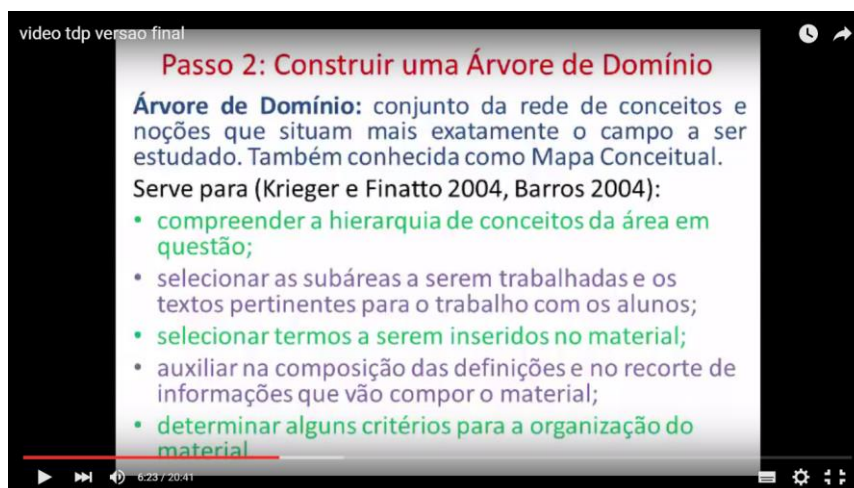 video tdp versao final
Passo 2: Construir uma Árvore de Domínio
Árvore de Domínio: conjunto da rede de conceitos e
noções que situam mais exatamente o campo a ser
estudado. Também conhecida como Mapa Conceitual.
Serve para (Krieger e Finatto 2004, Barros 2004):
• compreender a hierarquia de conceitos da área em
questão;
• selecionar as subáreas a serem trabalhadas e os
textos pertinentes para o trabalho com os alunos;
• selecionar termos a serem inseridos no material;
• auxiliar na composição das definições e no recorte de
informações que vão compor o material;
• determinar alguns critérios para a organização do
material
6:23 / 20:41